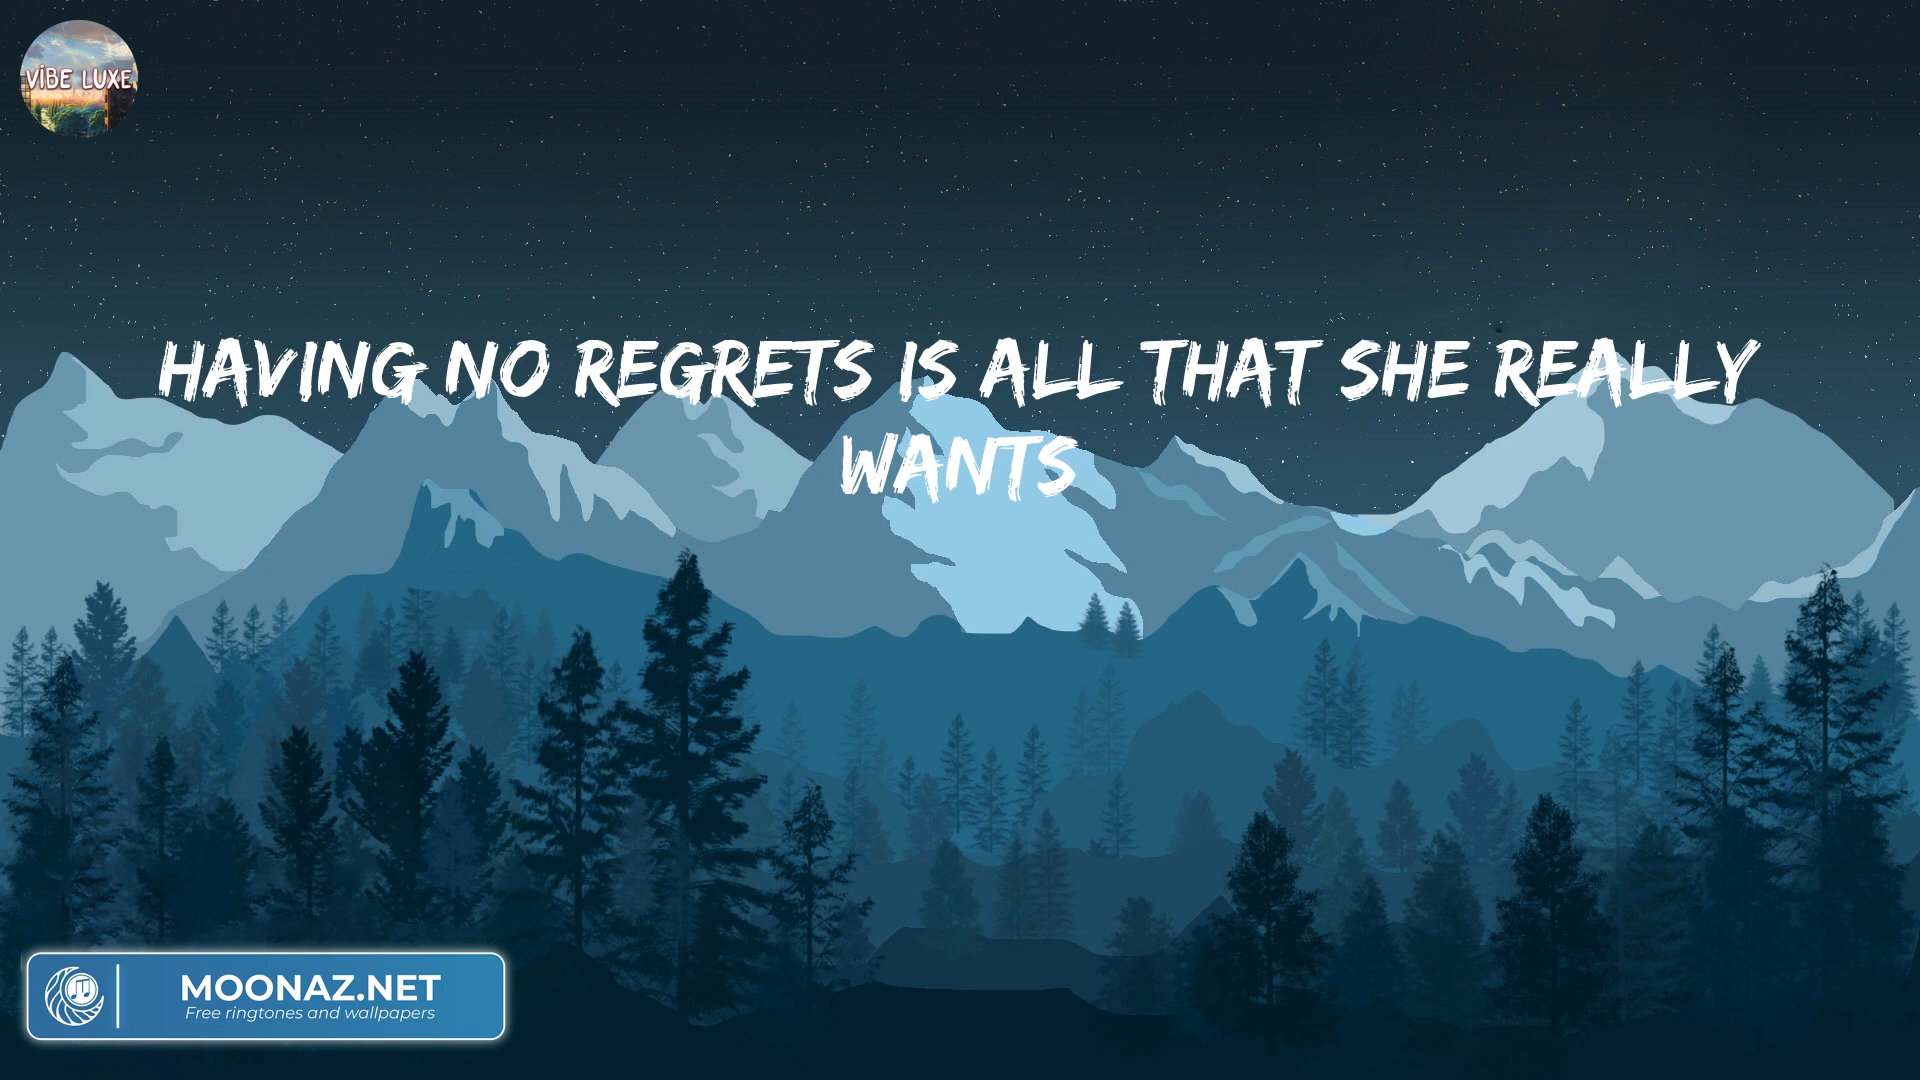 VIBE LUXE
HAVING NO REGRETS IS ALL THAT SHE REALLY
WANTS
MOONAZ.NET
Free ringtones and wallpapers